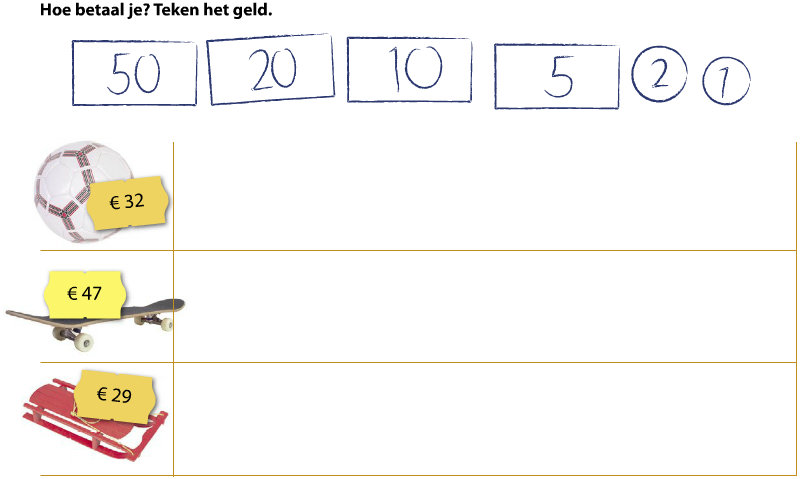 Hoe betaal je? Teken het geld.
50 20 10 5 2 1
€ 32
€ 47
€ 29